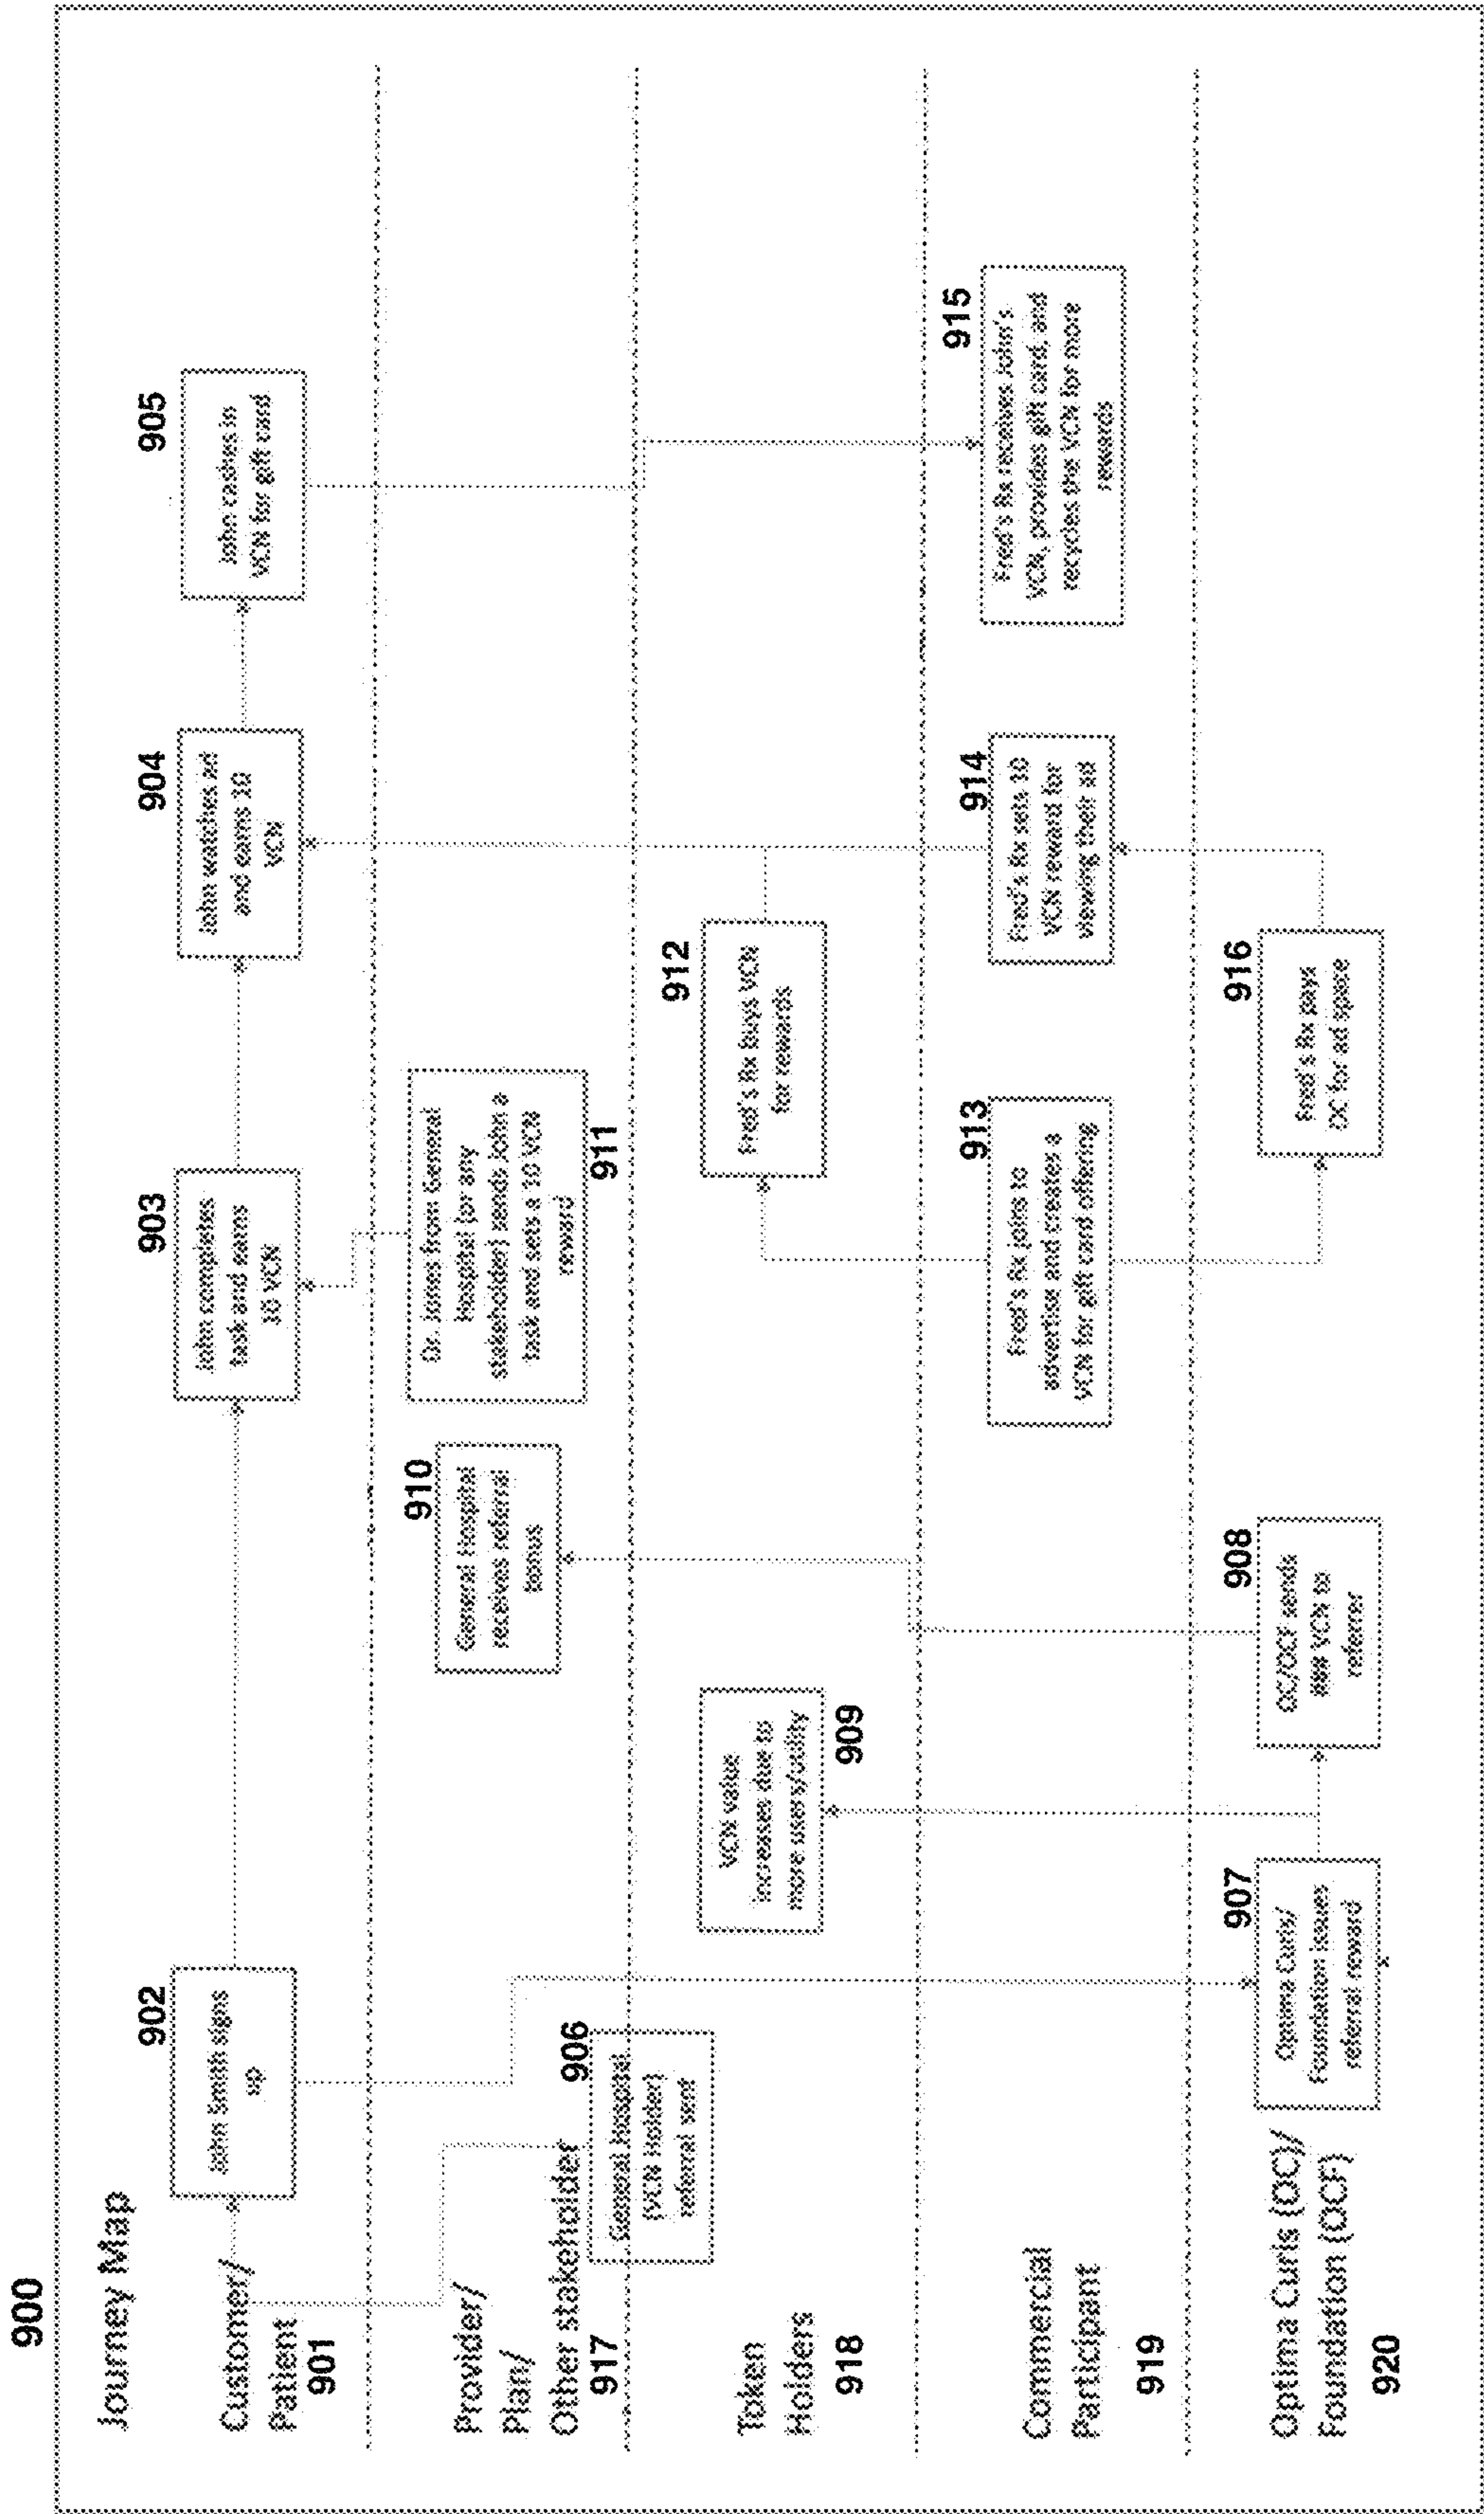 900
Journey Map
Customer/
Patient
901
902
John Smith signs
up
903
John completes
task and earns
10 VCN
904
John watches ad
and earns 10
VCN
905
John cashes in
VCN for gift card
Provider/
Plan/
Other stakeholder
917
906
General Hospital
(VCN Holder)
referral sent
910
General Hospital
receives referral
bonus
Dr. Jones from General
Hospital (or any
stakeholder) sends John a
task and sets a 10 VCN
reward
911
Token
Holders
918
VCN value
increases due to
more users/utility
909
912
Fred's Rx buys VCN
for rewards
Commercial
Participant
919
913
Fred's Rx joins to
advertise and creates a
VCN for gift card offering
914
Fred's Rx sets 10
VCN reward for
viewing their ad
915
Fred's Rx receives John's
VCN, provides gift card, and
recycles the VCN for more
rewards
Optima Curis (OC)/
Foundation (OCF)
920
907
Optima Curis/
Foundation issues
referral reward
908
OC/OCF sends
### VCN to
referrer
916
Fred's Rx pays
OC for ad space